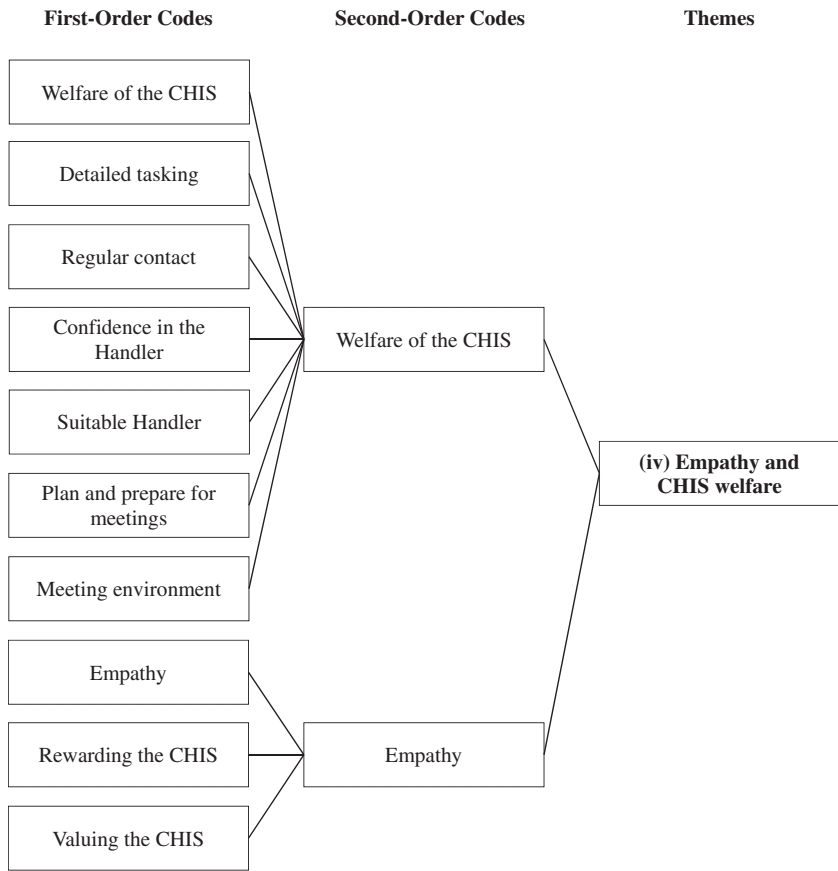 First-Order Codes
Second-Order Codes
Themes
Welfare of the CHIS
Detailed tasking
Regular contact
Confidence in the
Handler
Suitable Handler
Plan and prepare for
meetings
Meeting environment
Empathy
Rewarding the CHIS
Valuing the CHIS
Welfare of the CHIS
Empathy
(iv) Empathy and
CHIS welfare